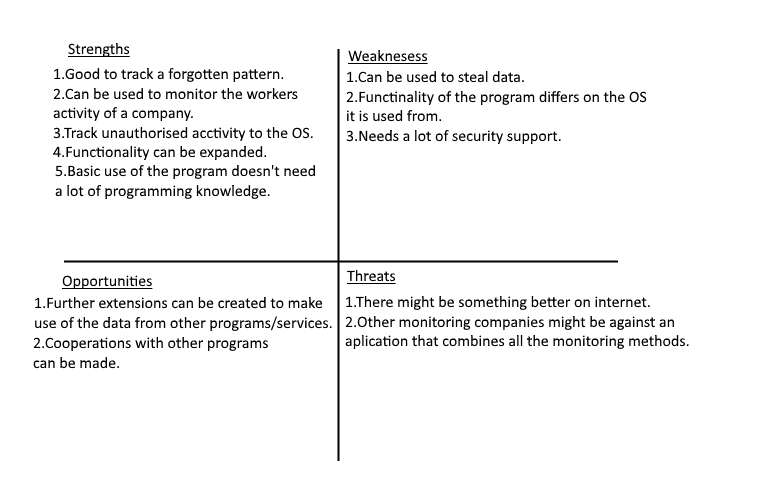 Strengths
1.Good to track a forgotten pattern.
2.Can be used to monitor the workers
activity of a company.
3.Track unauthorised acctivity to the OS.
4.Functionality can be expanded.
5.Basic use of the program doesn't need
a lot of programming knowledge.
Weaknesess
1.Can be used to steal data.
2.Functinality of the program differs on the OS
it is used from.
3.Needs a lot of security support.
Opportunities
1.Further extensions can be created to make
use of the data from other programs/services.
2.Cooperations with other programs
can be made.
Threats
1.There might be something better on internet.
2.Other monitoring companies might be against an
aplication that combines all the monitoring methods.